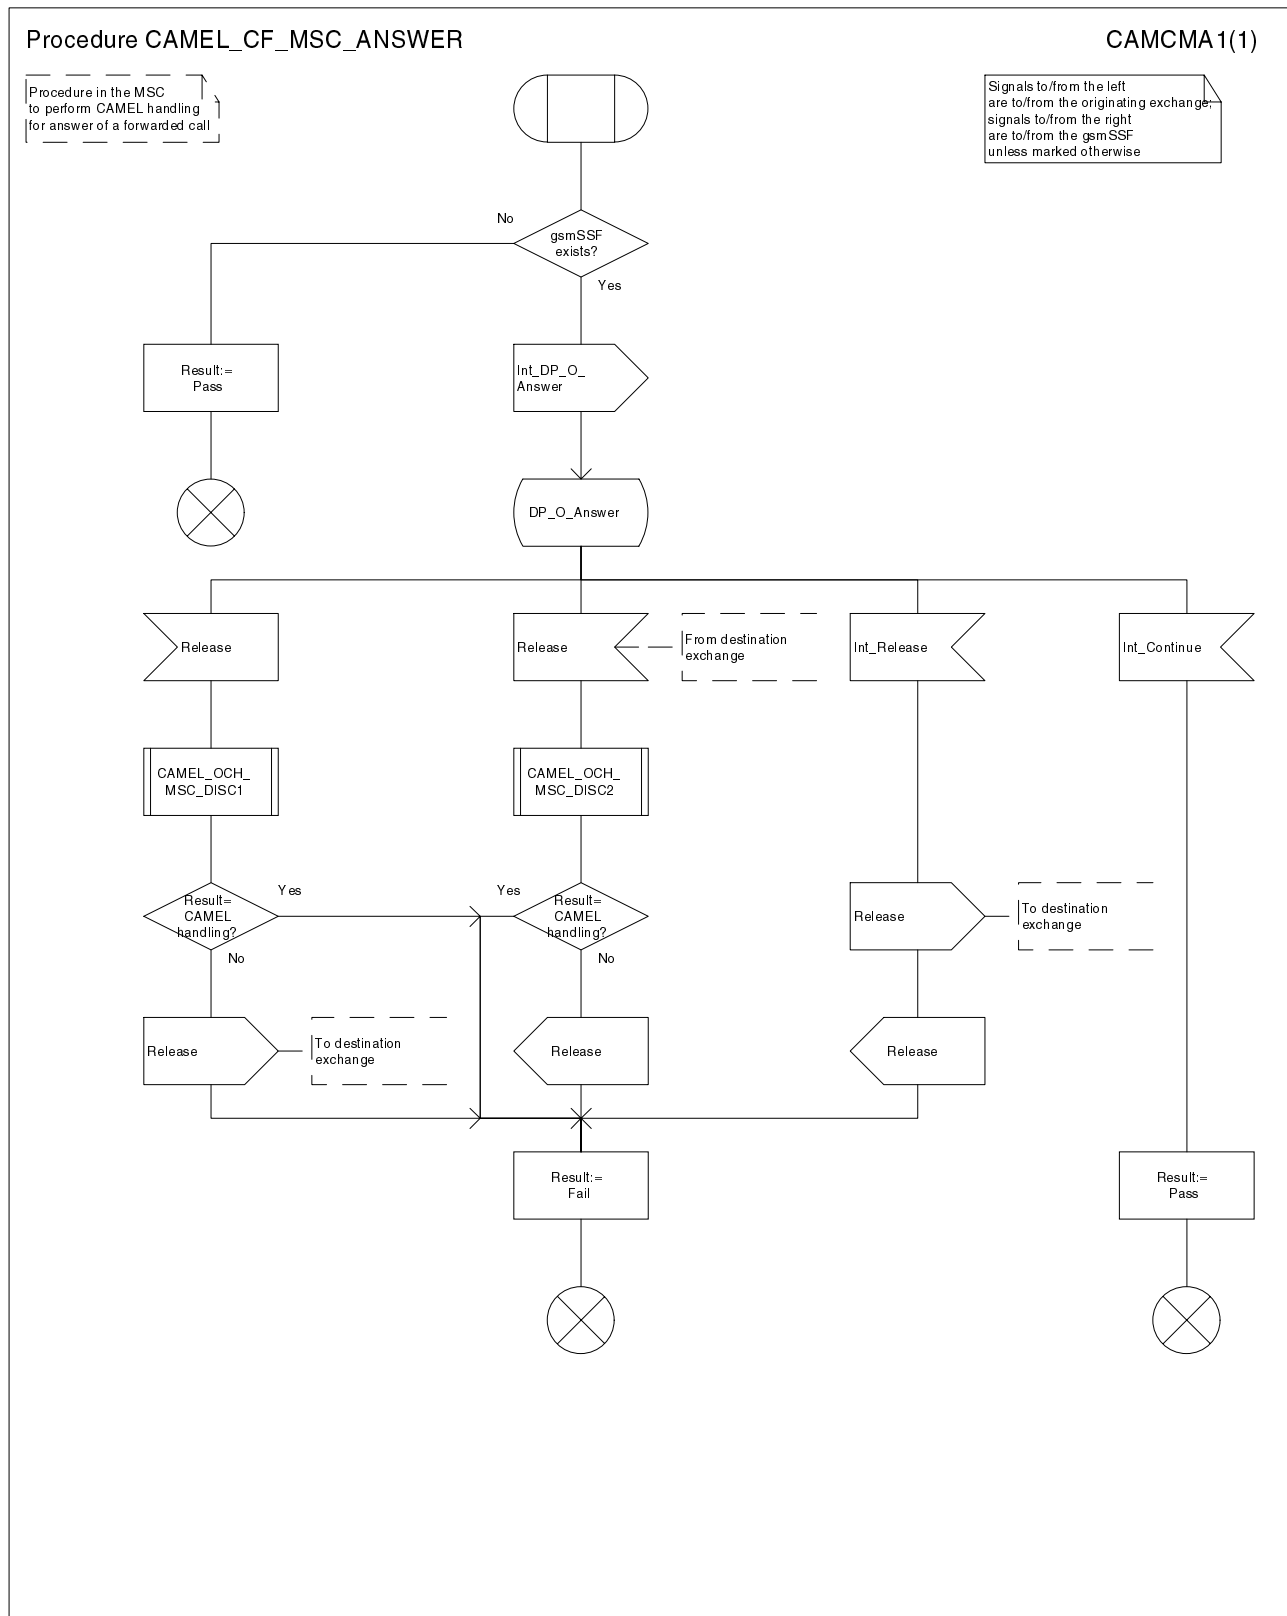 Procedure CAMEL_CF_MSC_ANSWER
CAMCMA1(1)
Procedure in the MSC
to perform CAMEL handling
for answer of a forwarded call
Signals to/from the left
are to/from the originating exchange;
signals to/from the right
are to/from the gsmSSF
unless marked otherwise
No
gsmSSF
exists?
Yes
Result:=
Pass
Int_DP_O_
Answer
DP_O_Answer
Release
Release
From destination
exchange
Int_Release
Int_Continue
CAMEL_OCH_
MSC_DISC1
CAMEL_OCH_
MSC_DISC2
Result=
CAMEL
handling?
Yes
No
Yes
Result=
CAMEL
handling?
No
Release
To destination
exchange
Release
To destination
exchange
Release
Release
Result:=
Fail
Result:=
Pass